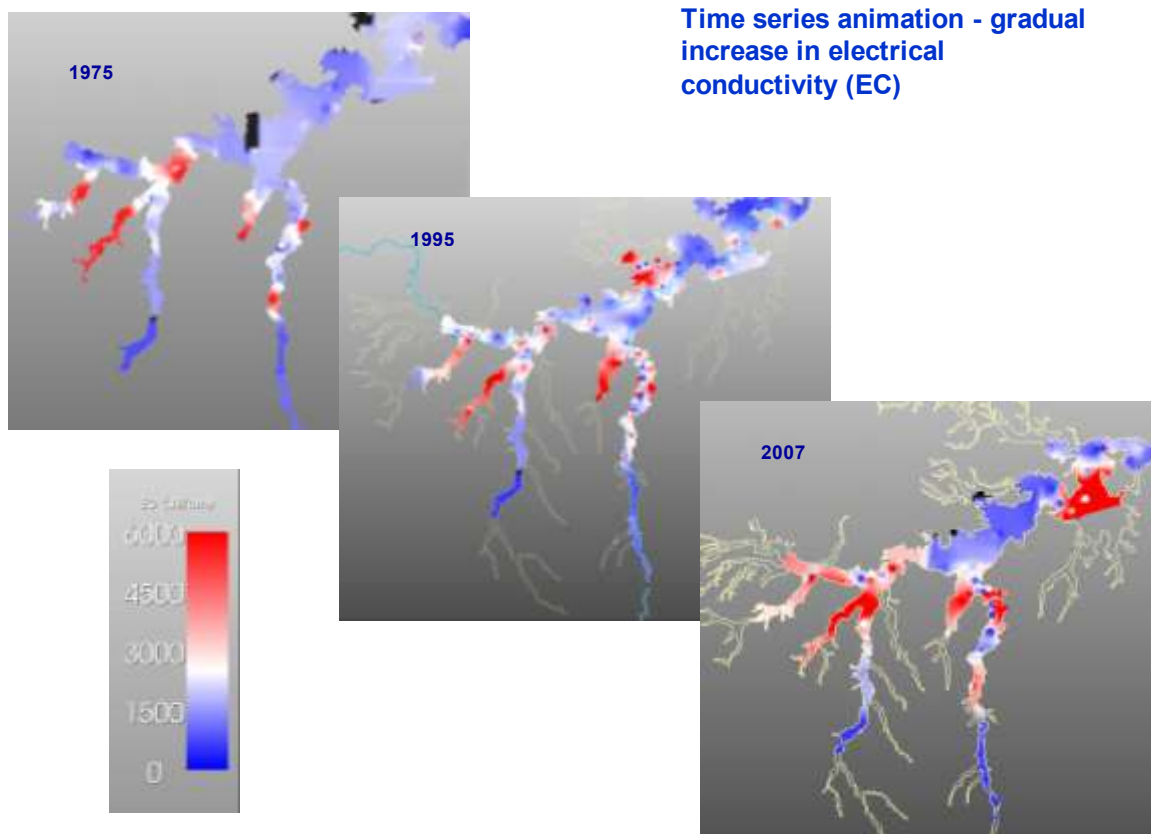 Time series animation - gradual
increase in electrical
conductivity (EC)
1975
1995
2007
6000
4500
3000
1500
0